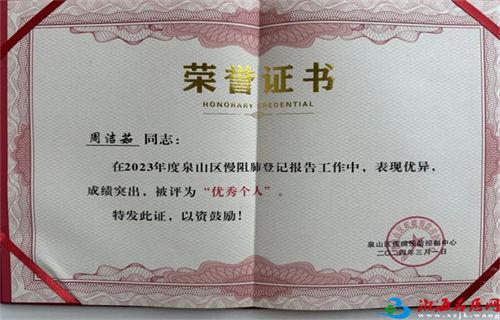 荣誉证书
HONORARY CREDENTIAL
周洁茹 同志：
在2023年度泉山区慢阻肺登记报告工作中，表现优异，
成绩突出，被评为“优秀个人”。
特发此证，以资鼓励！
泉山区疾病预防控制中心
二〇二四年三月一日
www.xzjk.wang